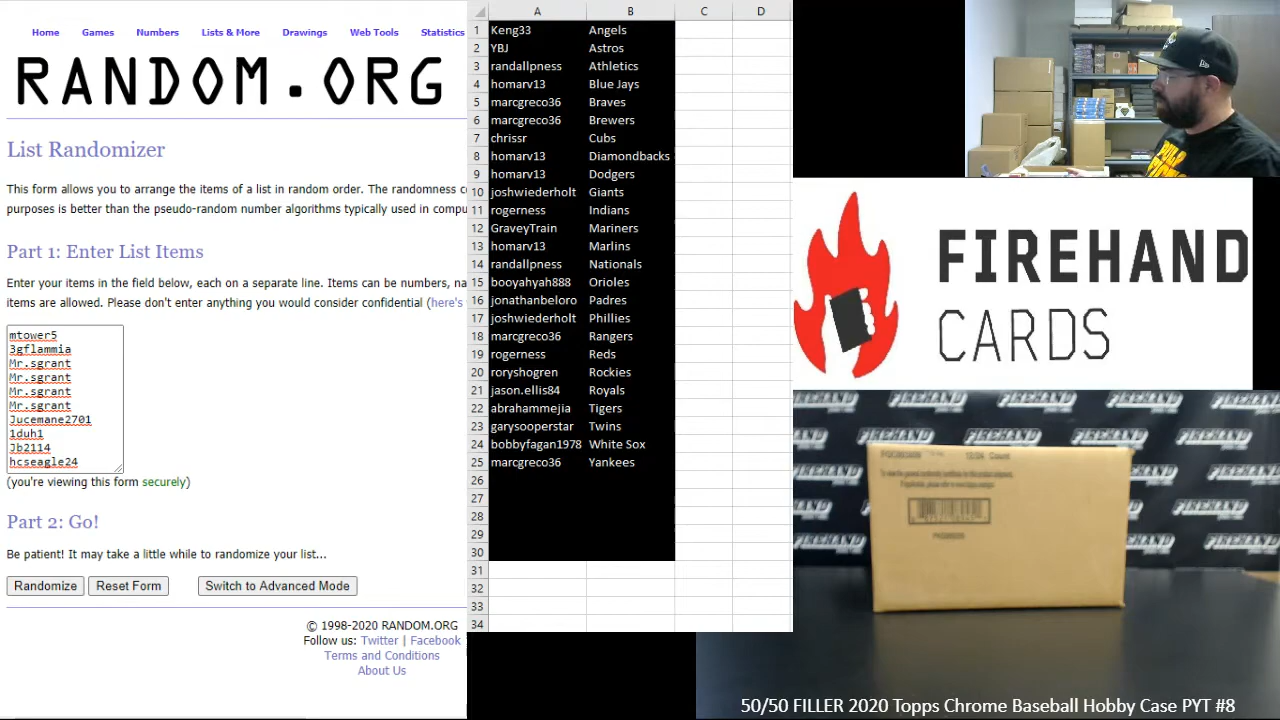 Home Games Numbers Lists & More Drawings Web Tools Statistics
RANDOM.ORG
List Randomizer
This form allows you to arrange the items of a list in random order. The randomness c
purposes is better than the pseudo-random number algorithms typically used in compu
Part 1: Enter List Items
Enter your items in the field below, each on a separate line. Items can be numbers, na
items are allowed. Please don't enter anything you would consider confidential (here's
mtower5
3gflammia
Mr.sgrant
Mr.sgrant
Mr.sgrant
Mr.sgrant
Jucemane2701
1duh1
Jb2114
hcseagle24
(you're viewing this form securely)
Part 2: Go!
Be patient! It may take a little while to randomize your list...
Randomize Reset Form Switch to Advanced Mode
© 1998-2020 RANDOM.ORG
Follow us: Twitter | Facebook
Terms and Conditions
About Us
A B C D
1 Keng33 Angels
2 YBJ Astros
3 randallpness Athletics
4 homarv13 Blue Jays
5 marcgreco36 Braves
6 marcgreco36 Brewers
7 chrissr Cubs
8 homarv13 Diamondbacks
9 homarv13 Dodgers
10 joshwiederholt Giants
11 rogerness Indians
12 GraveyTrain Mariners
13 homarv13 Marlins
14 randallpness Nationals
15 booyahyah888 Orioles
16 jonathanbeloro Padres
17 joshwiederholt Phillies
18 marcgreco36 Rangers
19 rogerness Reds
20 roryshogren Rockies
21 jason.ellis84 Royals
22 abrahammejia Tigers
23 garysooperstar Twins
24 bobbyfagan1978 White Sox
25 marcgreco36 Yankees
26
27
28
29
30
31
32
33
34
FIREHAND
CARDS
FIREHAND
50/50 FILLER 2020 Topps Chrome Baseball Hobby Case PYT #8